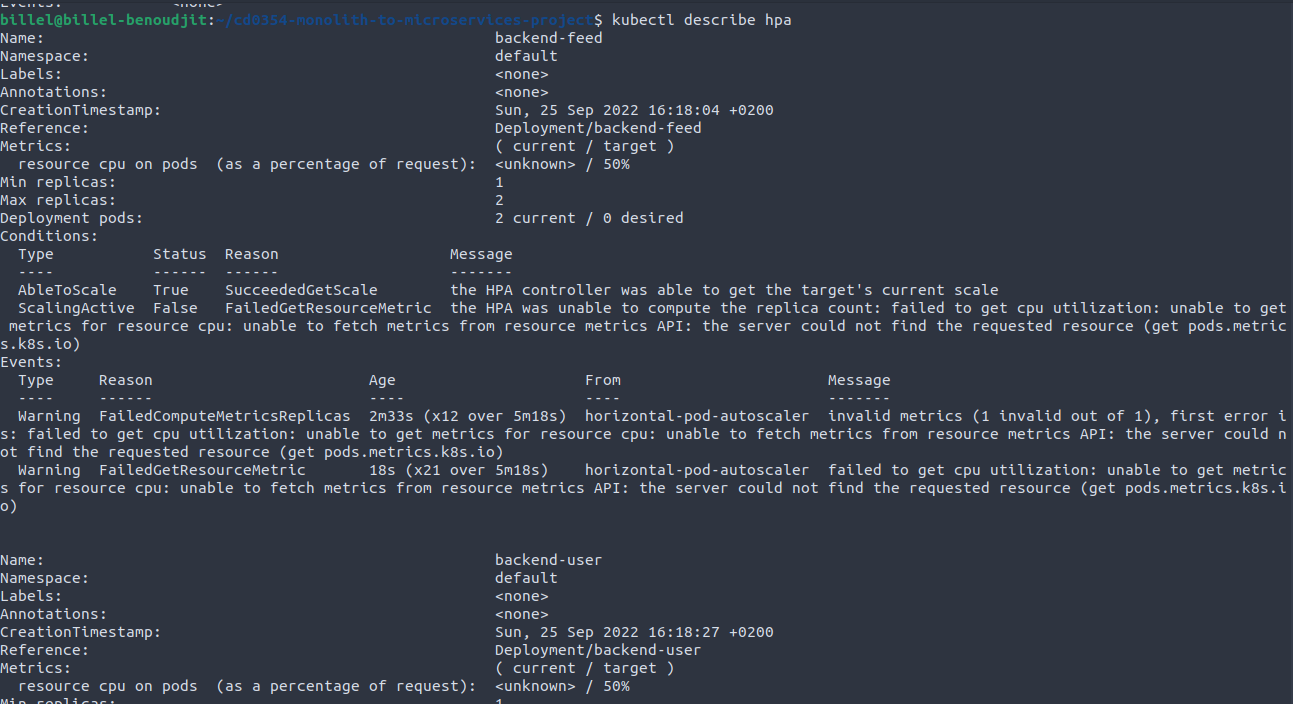 Events: <none>
billel@billel-benoudjit:~/cd0354-monolith-to-microservices-project$ kubectl describe hpa
Name:                                                  backend-feed
Namespace:                                             default
Labels:                                                <none>
Annotations:                                           <none>
CreationTimestamp:                                     Sun, 25 Sep 2022 16:18:04 +0200
Reference:                                             Deployment/backend-feed
Metrics:                                               ( current / target )
  resource cpu on pods  (as a percentage of request):  <unknown> / 50%
Min replicas:                                          1
Max replicas:                                          2
Deployment pods:                                       2 current / 0 desired
Conditions:
  Type           Status  Reason                   Message
  ----           ------  ------                   -------
  AbleToScale    True    SucceededGetScale        the HPA controller was able to get the target's current scale
  ScalingActive  False   FailedGetResourceMetric  the HPA was unable to compute the replica count: failed to get cpu utilization: unable to get
 metrics for resource cpu: unable to fetch metrics from resource metrics API: the server could not find the requested resource (get pods.metric
s.k8s.io)
Events:
  Type     Reason                        Age                    From                       Message
  ----     ------                        ----                   ----                       -------
  Warning  FailedComputeMetricsReplicas  2m33s (x12 over 5m18s)  horizontal-pod-autoscaler  invalid metrics (1 invalid out of 1), first error i
s: failed to get cpu utilization: unable to get metrics for resource cpu: unable to fetch metrics from resource metrics API: the server could n
ot find the requested resource (get pods.metrics.k8s.io)
  Warning  FailedGetResourceMetric       18s (x21 over 5m18s)    horizontal-pod-autoscaler  failed to get cpu utilization: unable to get metric
s for resource cpu: unable to fetch metrics from resource metrics API: the server could not find the requested resource (get pods.metrics.k8s.i
o)
Name:                                                  backend-user
Namespace:                                             default
Labels:                                                <none>
Annotations:                                           <none>
CreationTimestamp:                                     Sun, 25 Sep 2022 16:18:27 +0200
Reference:                                             Deployment/backend-user
Metrics:                                               ( current / target )
  resource cpu on pods  (as a percentage of request):  <unknown> / 50%
Min replicas:                                          1